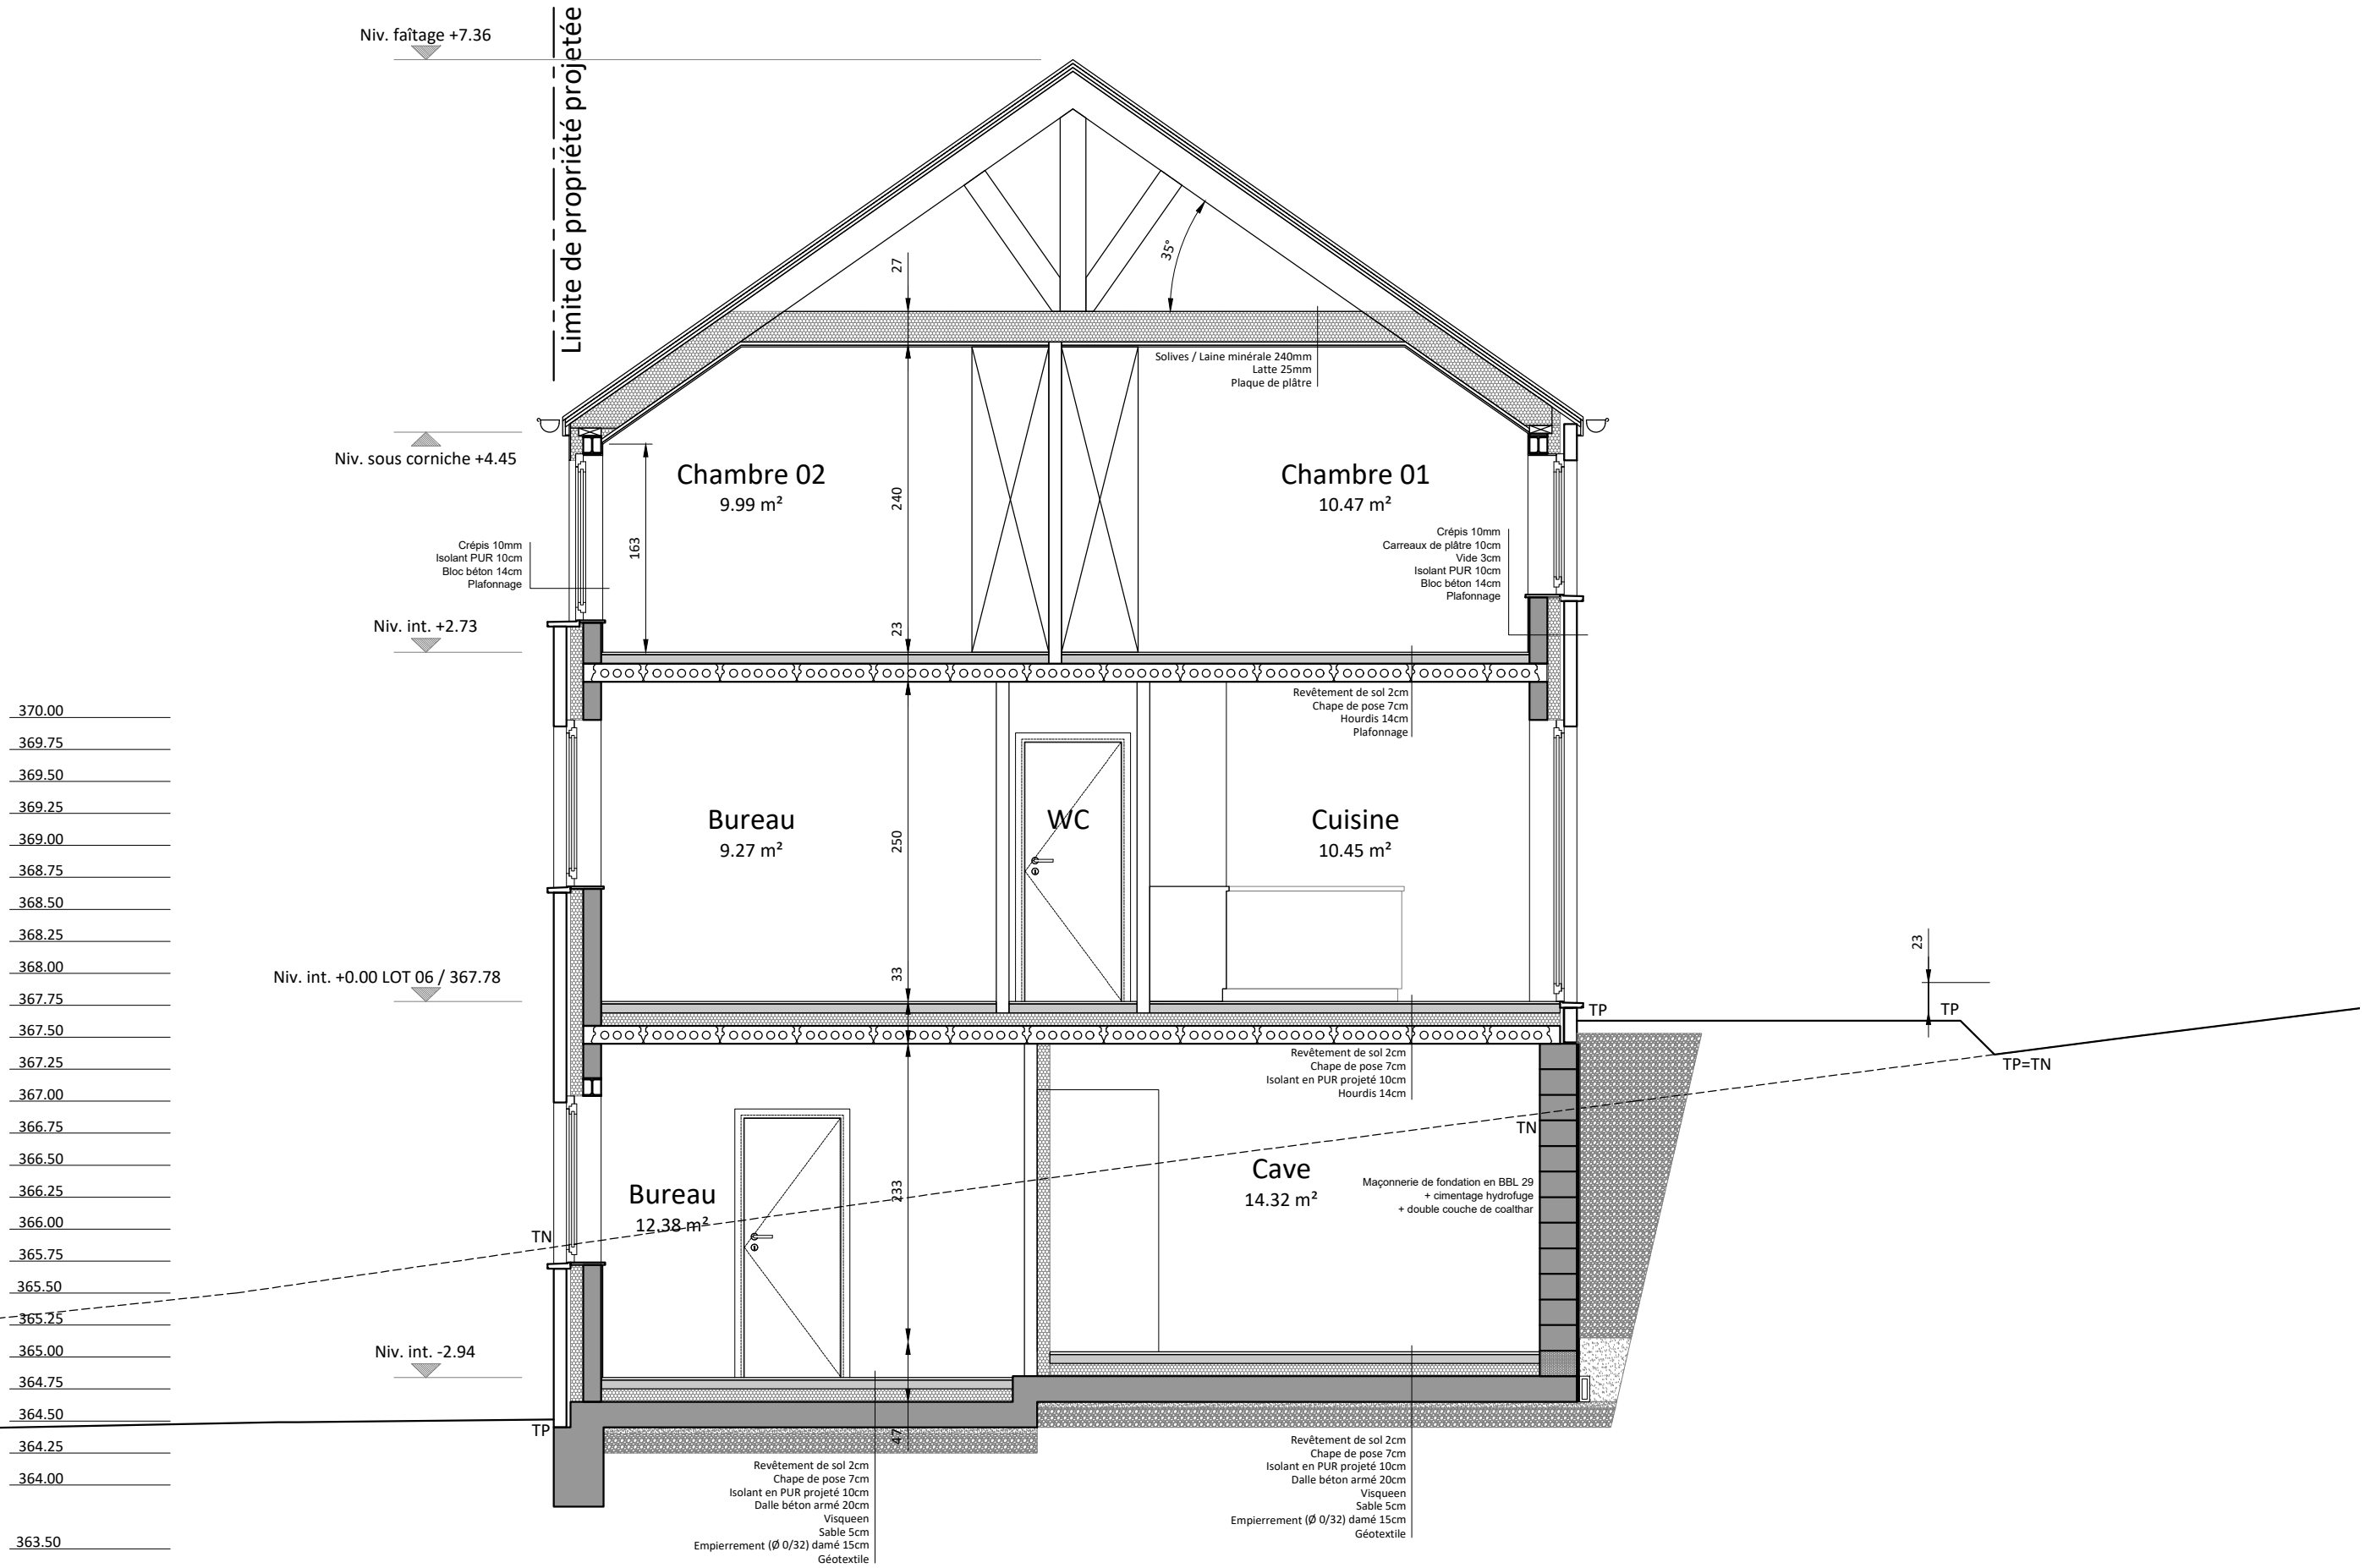 Niv. faîtage +7.36
Limite de propriété projetée
35°
27
Solives / Laine minérale 240mm
Latte 25mm
Plaque de plâtre
Niv. sous corniche +4.45
Chambre 02
9.99 m²
240
Chambre 01
10.47 m²
163
Crépis 10mm
Isolant PUR 10cm
Bloc béton 14cm
Plafonnage
Crépis 10mm
Carreaux de plâtre 10cm
Vide 3cm
Isolant PUR 10cm
Bloc béton 14cm
Plafonnage
Niv. int. +2.73
23
Revêtement de sol 2cm
Chape de pose 7cm
Hourdis 14cm
Plafonnage
370.00
369.75
369.50
369.25
369.00
368.75
368.50
368.25
368.00
367.75
367.50
367.25
367.00
366.75
366.50
366.25
366.00
365.75
365.50
365.25
365.00
364.75
364.50
364.25
364.00
363.50
Bureau
9.27 m²
250
WC
Cuisine
10.45 m²
Niv. int. +0.00 LOT 06 / 367.78
33
23
TP
TP
TP=TN
Revêtement de sol 2cm
Chape de pose 7cm
Isolant en PUR projeté 10cm
Hourdis 14cm
TN
Bureau
12.38 m²
233
Cave
14.32 m²
Maçonnerie de fondation en BBL 29
+ cimentage hydrofuge
+ double couche de coalthar
TN
Niv. int. -2.94
TP
47
Revêtement de sol 2cm
Chape de pose 7cm
Isolant en PUR projeté 10cm
Dalle béton armé 20cm
Visqueen
Sable 5cm
Empierrement (Ø 0/32) damé 15cm
Géotextile
Revêtement de sol 2cm
Chape de pose 7cm
Isolant en PUR projeté 10cm
Dalle béton armé 20cm
Visqueen
Sable 5cm
Empierrement (Ø 0/32) damé 15cm
Géotextile